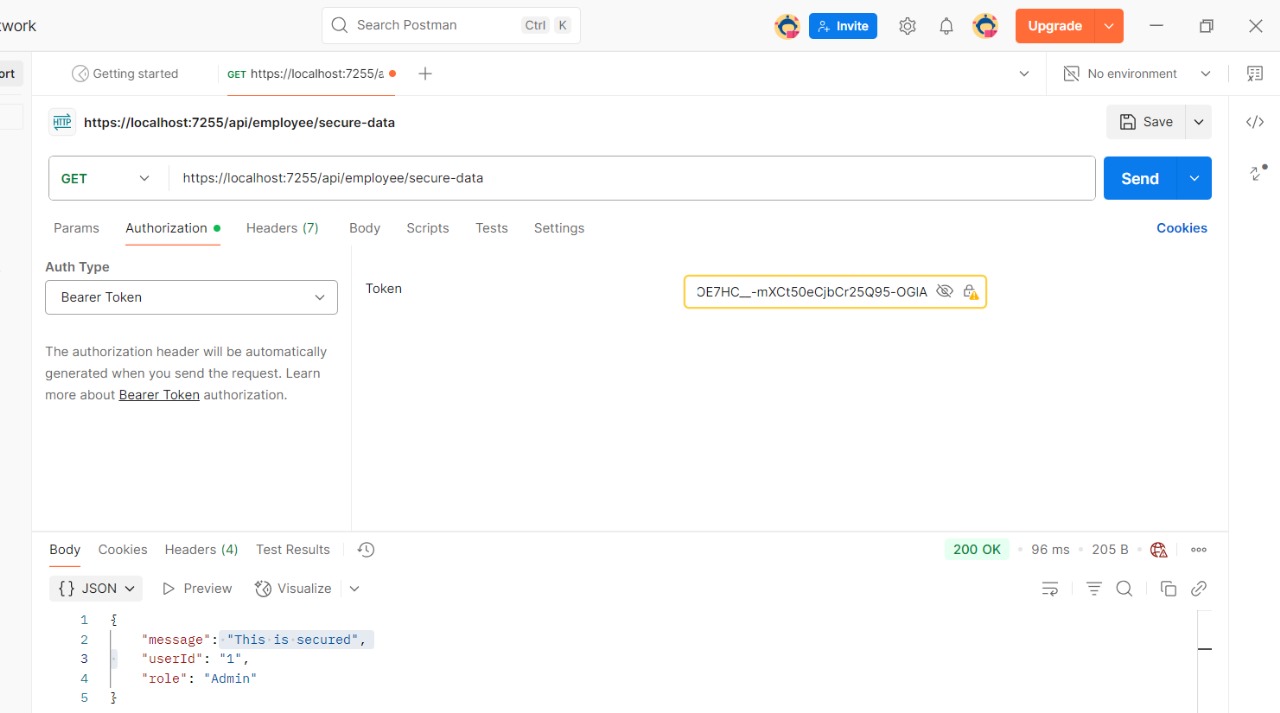 twork
Search Postman Ctrl K
Invite
Upgrade
ort
Getting started
GET https://localhost:7255/a
No environment
HTTP https://localhost:7255/api/employee/secure-data
Save
GET https://localhost:7255/api/employee/secure-data
Send
Params Authorization Headers (7) Body Scripts Tests Settings Cookies
Auth Type
Bearer Token
Token
OE7HC__-mXCt50eCjbCr25Q95-OGIA
The authorization header will be automatically
generated when you send the request. Learn
more about Bearer Token authorization.
Body Cookies Headers (4) Test Results
200 OK • 96 ms • 205 B
{} JSON Preview Visualize
1 {
2 "message": "This is secured",
3 "userId": "1",
4 "role": "Admin"
5 }